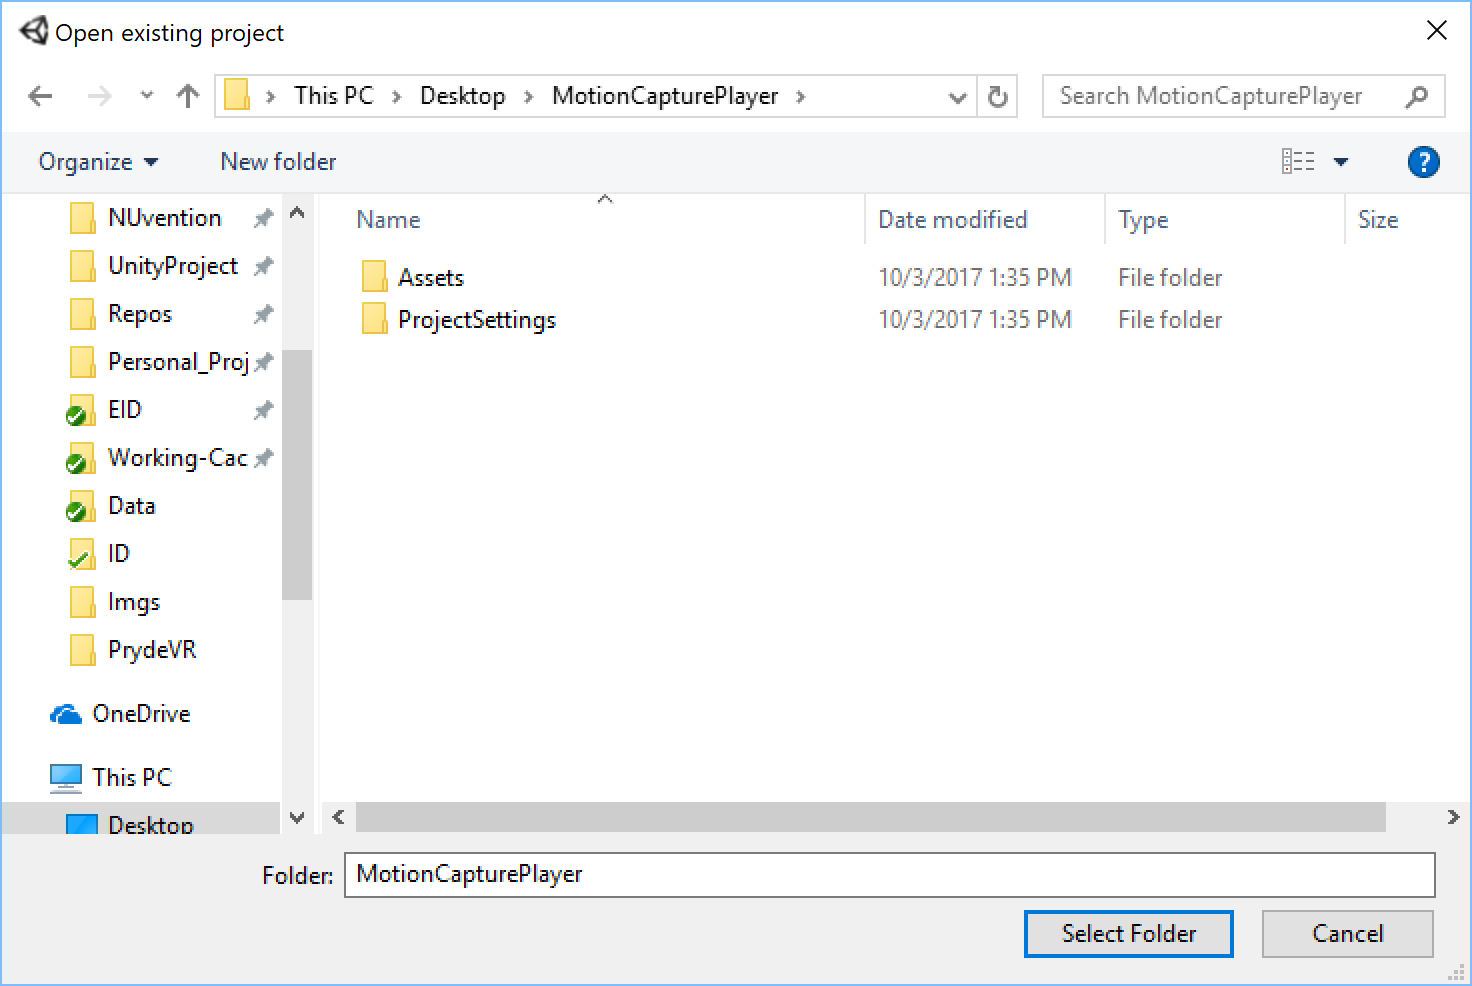 Open existing project
This PC > Desktop > MotionCapturePlayer >
Search MotionCapturePlayer
Organize
New folder
?
NUvention
UnityProject
Repos
Personal_Proj
EID
Working-Cac
Data
ID
Imgs
PrydeVR
OneDrive
This PC
Desktop
Name Date modified Type Size
Assets 10/3/2017 1:35 PM File folder
ProjectSettings 10/3/2017 1:35 PM File folder
Folder: MotionCapturePlayer
Select Folder Cancel